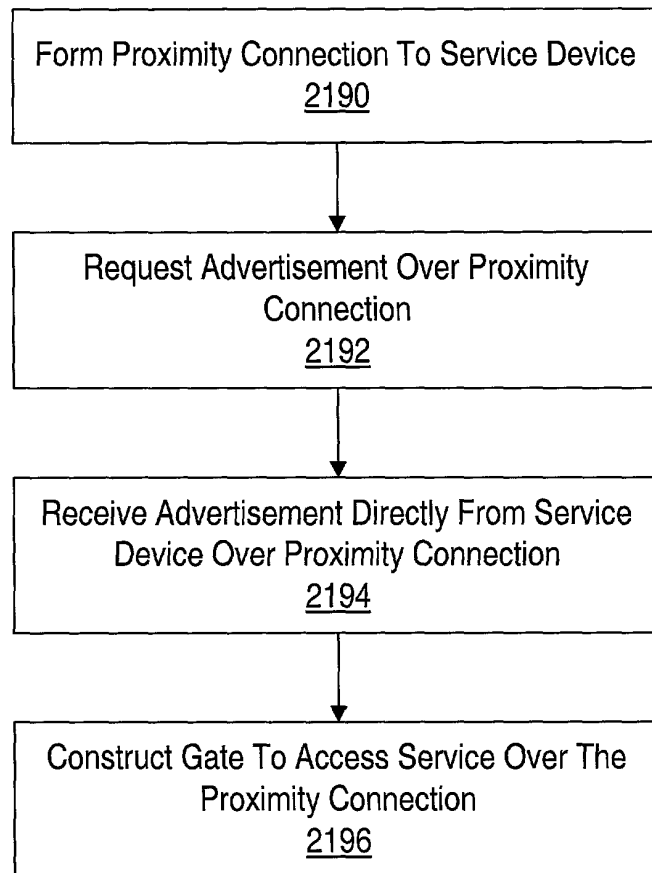 Form Proximity Connection To Service Device
2190
Request Advertisement Over Proximity
Connection
2192
Receive Advertisement Directly From Service
Device Over Proximity Connection
2194
Construct Gate To Access Service Over The
Proximity Connection
2196